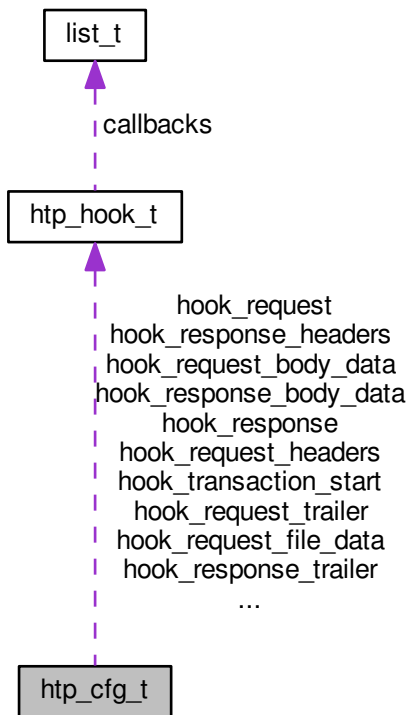 list_t
callbacks
htp_hook_t
hook_request
hook_response_headers
hook_request_body_data
hook_response_body_data
hook_response
hook_request_headers
hook_transaction_start
hook_request_trailer
hook_request_file_data
hook_response_trailer
...
htp_cfg_t